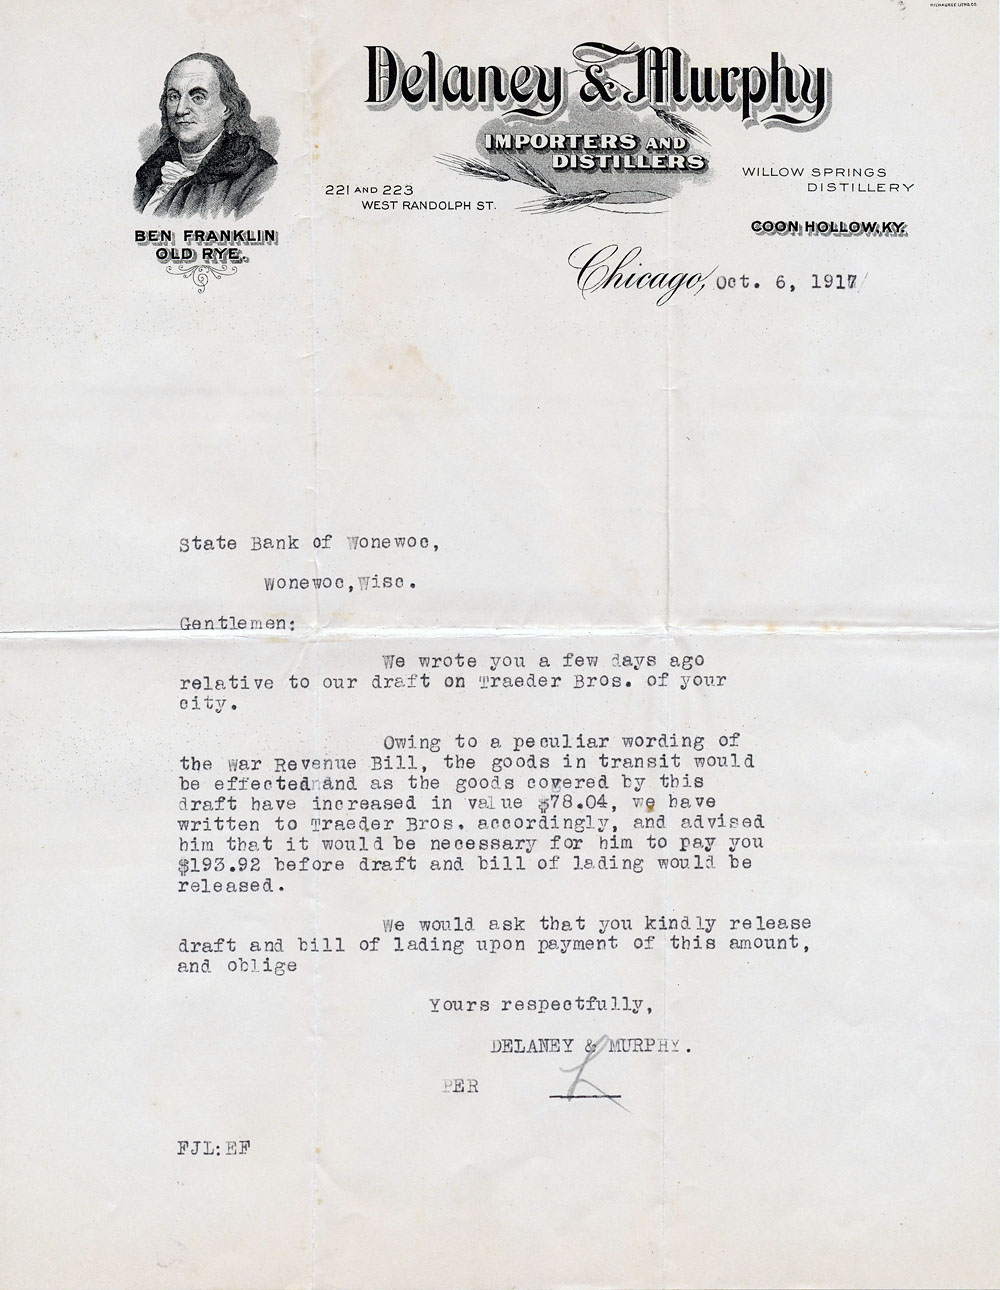 MILWAUKEE LITHO. CO.
Delaney & Murphy
IMPORTERS AND
DISTILLERS
221 AND 223
WEST RANDOLPH ST.
WILLOW SPRINGS
DISTILLERY
COON HOLLOW, KY.
BEN FRANKLIN
OLD RYE.
Chicago, Oct. 6, 1917
State Bank of Wonewoc,
Wonewoc,Wisc.
Gentlemen:
We wrote you a few days ago
relative to our draft on Traeder Bros. of your
city.
Owing to a peculiar wording of
the War Revenue Bill, the goods in transit would
be effected and as the goods covered by this
draft have increased in value $78.04, we have
written to Traeder Bros. accordingly, and advised
him that it would be necessary for him to pay you
$193.92 before draft and bill of lading would be
released.
We would ask that you kindly release
draft and bill of lading upon payment of this amount,
and oblige
Yours respectfully,
DELANEY & MURPHY.
PER L
FJL:EF